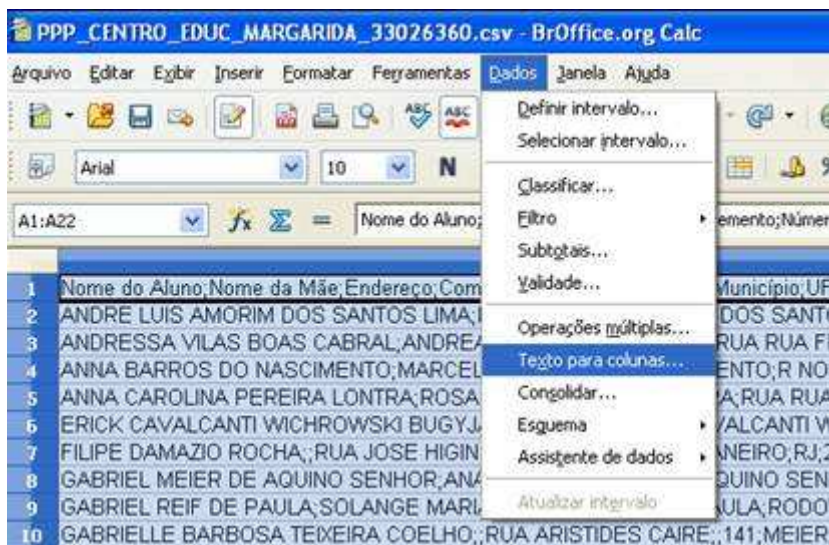 PPP_CENTRO_EDUC_MARGARIDA_33026360.csv - BrOffice.org Calc
Arquivo Editar Exibir Inserir Formatar Ferramentas Dados Janela Ajuda
Definir intervalo...
Selecionar intervalo...
Arial 10 N
Classificar...
A1:A22 Nome do Aluno; Filtro emento;Númer
Subtotais...
Validade...
Operações múltiplas...
Texto para colunas...
Consolidar...
Esquema
Assistente de dados
Atualizar intervalo
1 Nome do Aluno;Nome da Mãe;Endereço;Com Município;UF
2 ANDRE LUIS AMORIM DOS SANTOS LIMA; DOS SANT
3 ANDRESSA VILAS BOAS CABRAL;ANDREA RUA RUA F
4 ANNA BARROS DO NASCIMENTO;MARCEL ENTO;R NO
5 ANNA CAROLINA PEREIRA LONTRA;ROSA A;RUA RUA
6 ERICK CAVALCANTI WICHROWSKI BUGYJ VALCANTI W
7 FILIPE DAMAZIO ROCHA;;RUA JOSE HIGIN NEIRO;RJ;2
8 GABRIEL MEIER DE AQUINO SENHOR;ANA QUINO SEN
9 GABRIEL REIF DE PAULA;SOLANGE MARI ULA;RODO
10 GABRIELLE BARBOSA TEIXEIRA COELHO;;RUA ARISTIDES CAIRE;;141;MEIER